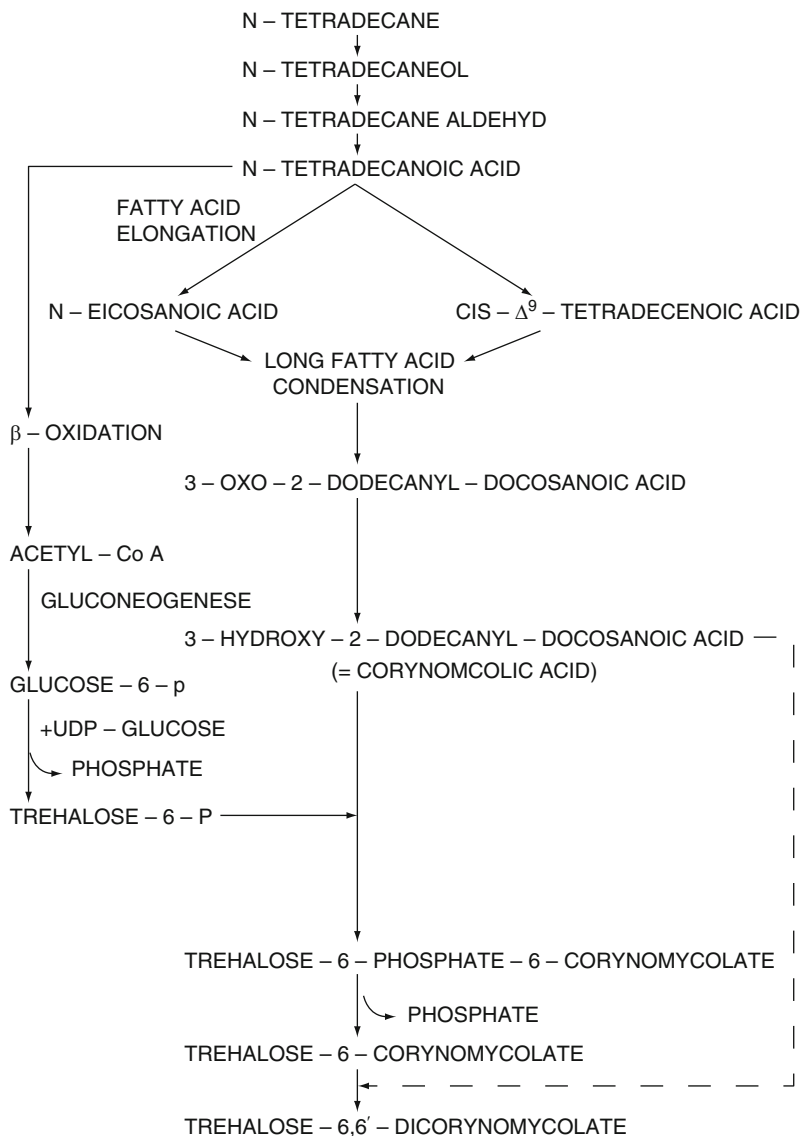 N – TETRADECANE
N – TETRADECANEOL
N – TETRADECANE ALDEHYD
N – TETRADECANOIC ACID
FATTY ACID
ELONGATION
N – EICOSANOIC ACID
CIS – Δ⁹ – TETRADECENOIC ACID
LONG FATTY ACID
CONDENSATION
β – OXIDATION
3 – OXO – 2 – DODECANYL – DOCOSANOIC ACID
ACETYL – Co A
GLUCONEOGENESE
3 – HYDROXY – 2 – DODECANYL – DOCOSANOIC ACID
(= CORYNOMCOLIC ACID)
GLUCOSE – 6 – p
+UDP – GLUCOSE
PHOSPHATE
TREHALOSE – 6 – P
TREHALOSE – 6 – PHOSPHATE – 6 – CORYNOMYCOLATE
PHOSPHATE
TREHALOSE – 6 – CORYNOMYCOLATE
TREHALOSE – 6,6′ – DICORYNOMYCOLATE